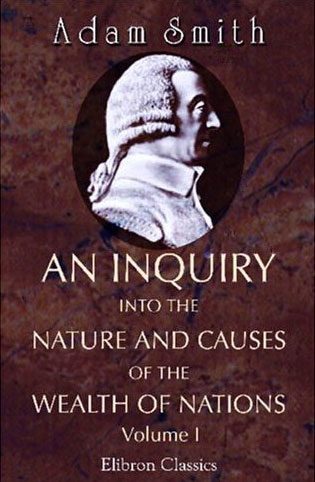 Adam Smith
AN INQUIRY
INTO THE
NATURE AND CAUSES
OF THE
WEALTH OF NATIONS
Volume I
Elibron Classics